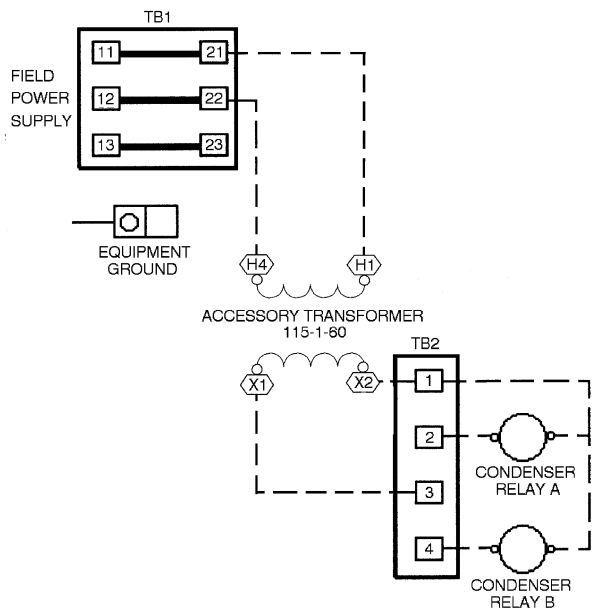 TB1
11 21
FIELD
POWER
SUPPLY
12 22
13 23
EQUIPMENT
GROUND
H4 H1
ACCESSORY TRANSFORMER
115-1-60
TB2
X1 X2 1
2
CONDENSER
RELAY A
3
4
CONDENSER
RELAY B